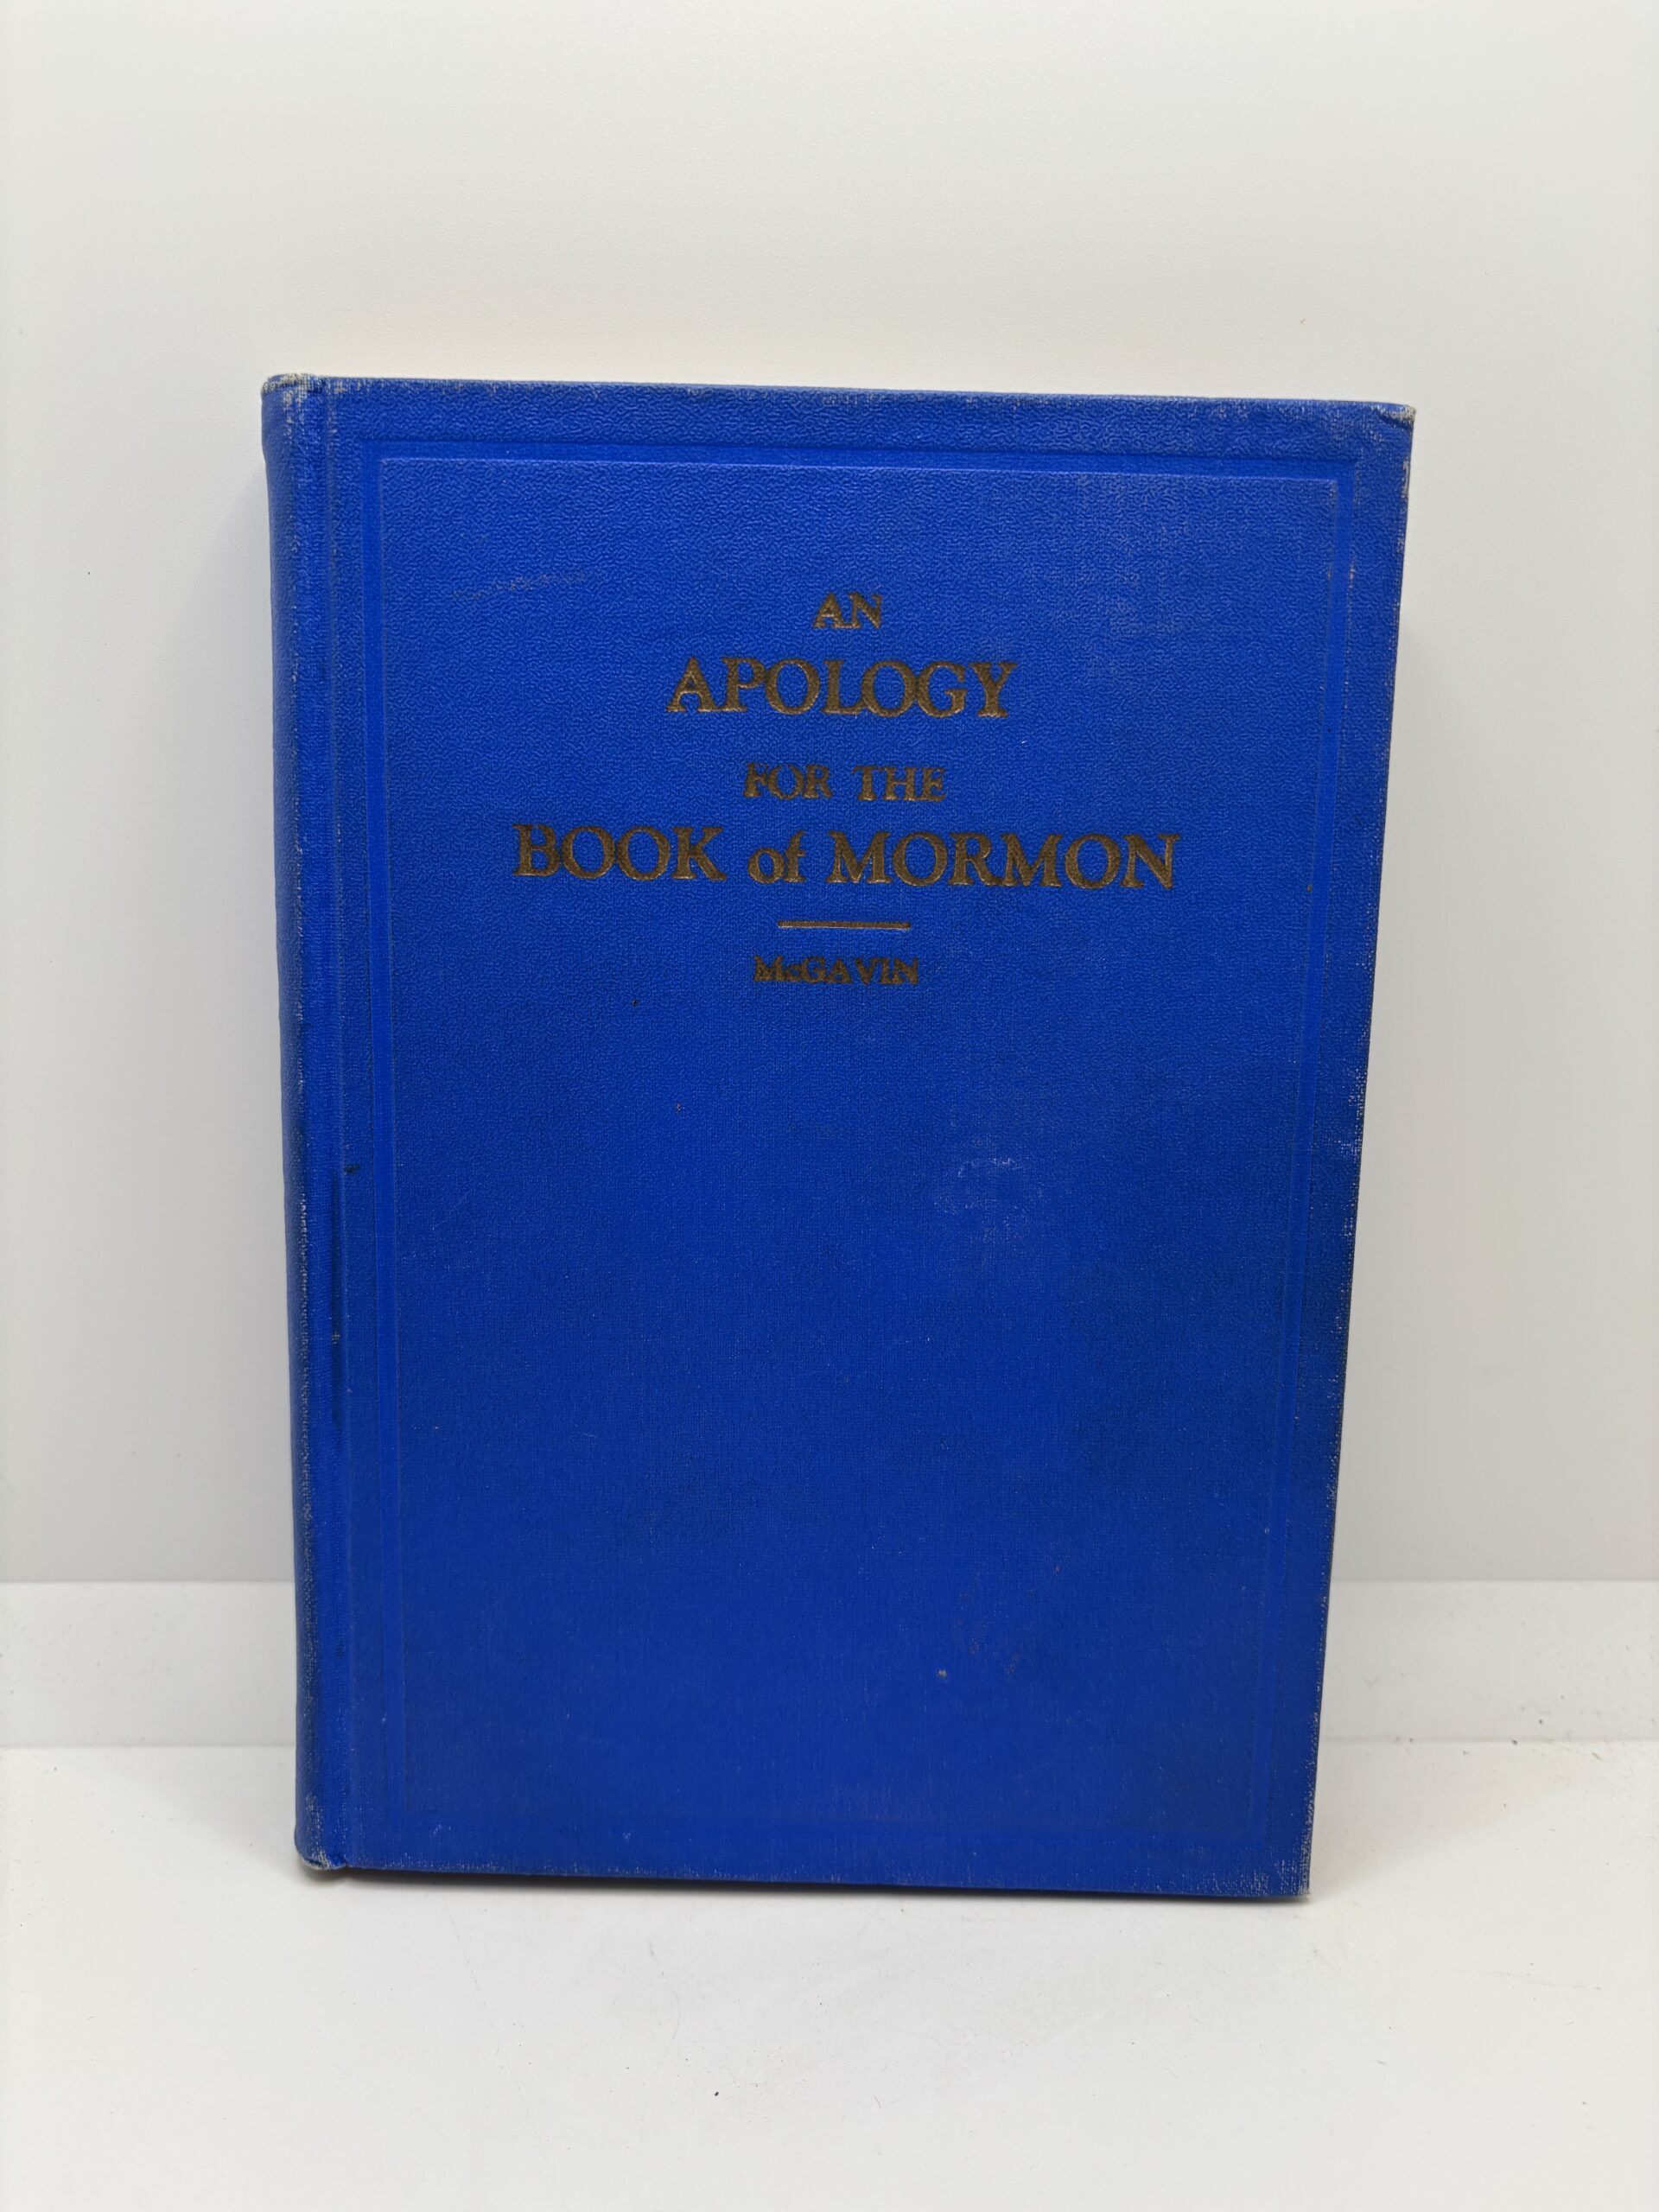 AN
APOLOGY
FOR THE
BOOK of MORMON
McGAVIN